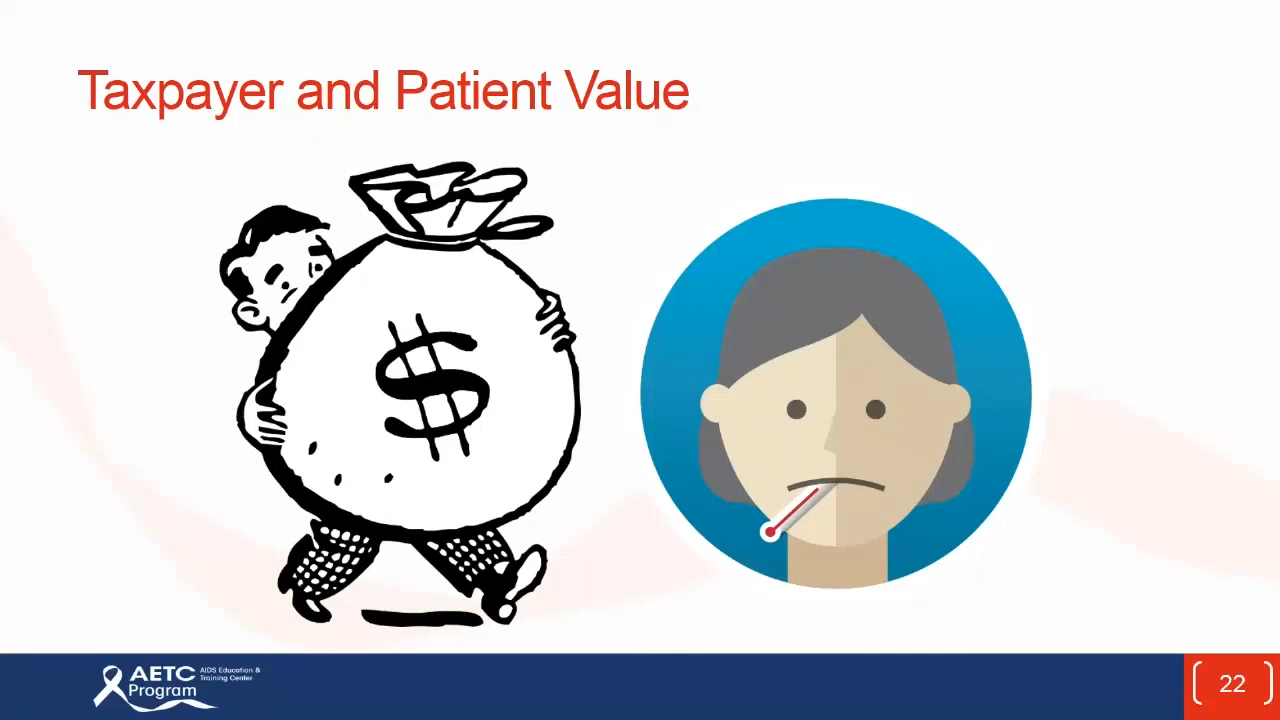 Taxpayer and Patient Value
$
AETC AIDS Education &
Training Center
Program
22